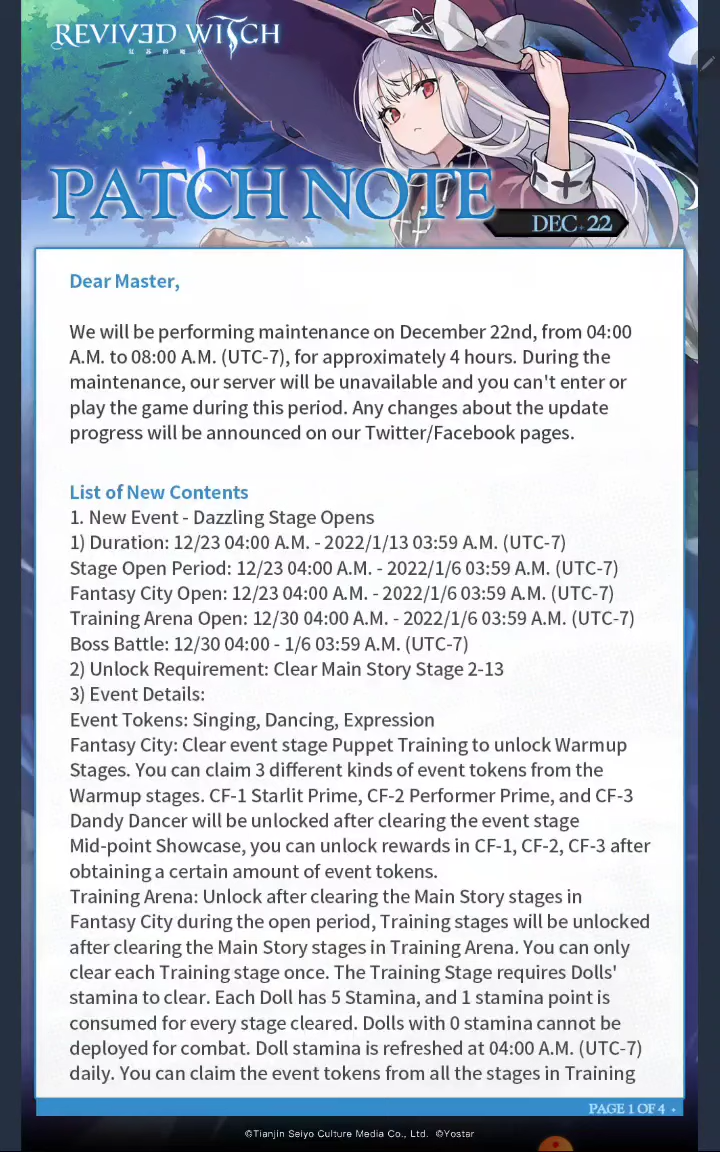 REVIVED WITCH
PATCH NOTE
DEC. 22
Dear Master,
We will be performing maintenance on December 22nd, from 04:00
A.M. to 08:00 A.M. (UTC-7), for approximately 4 hours. During the
maintenance, our server will be unavailable and you can't enter or
play the game during this period. Any changes about the update
progress will be announced on our Twitter/Facebook pages.
List of New Contents
1. New Event - Dazzling Stage Opens
1) Duration: 12/23 04:00 A.M. - 2022/1/13 03:59 A.M. (UTC-7)
Stage Open Period: 12/23 04:00 A.M. - 2022/1/6 03:59 A.M. (UTC-7)
Fantasy City Open: 12/23 04:00 A.M. - 2022/1/6 03:59 A.M. (UTC-7)
Training Arena Open: 12/30 04:00 A.M. - 2022/1/6 03:59 A.M. (UTC-7)
Boss Battle: 12/30 04:00 - 1/6 03:59 A.M. (UTC-7)
2) Unlock Requirement: Clear Main Story Stage 2-13
3) Event Details:
Event Tokens: Singing, Dancing, Expression
Fantasy City: Clear event stage Puppet Training to unlock Warmup
Stages. You can claim 3 different kinds of event tokens from the
Warmup stages. CF-1 Starlit Prime, CF-2 Performer Prime, and CF-3
Dandy Dancer will be unlocked after clearing the event stage
Mid-point Showcase, you can unlock rewards in CF-1, CF-2, CF-3 after
obtaining a certain amount of event tokens.
Training Arena: Unlock after clearing the Main Story stages in
Fantasy City during the open period, Training stages will be unlocked
after clearing the Main Story stages in Training Arena. You can only
clear each Training stage once. The Training Stage requires Dolls'
stamina to clear. Each Doll has 5 Stamina, and 1 stamina point is
consumed for every stage cleared. Dolls with 0 stamina cannot be
deployed for combat. Doll stamina is refreshed at 04:00 A.M. (UTC-7)
daily. You can claim the event tokens from all the stages in Training
PAGE 1 OF 4
©Tianjin Seiyo Culture Media Co., Ltd. ©Yostar